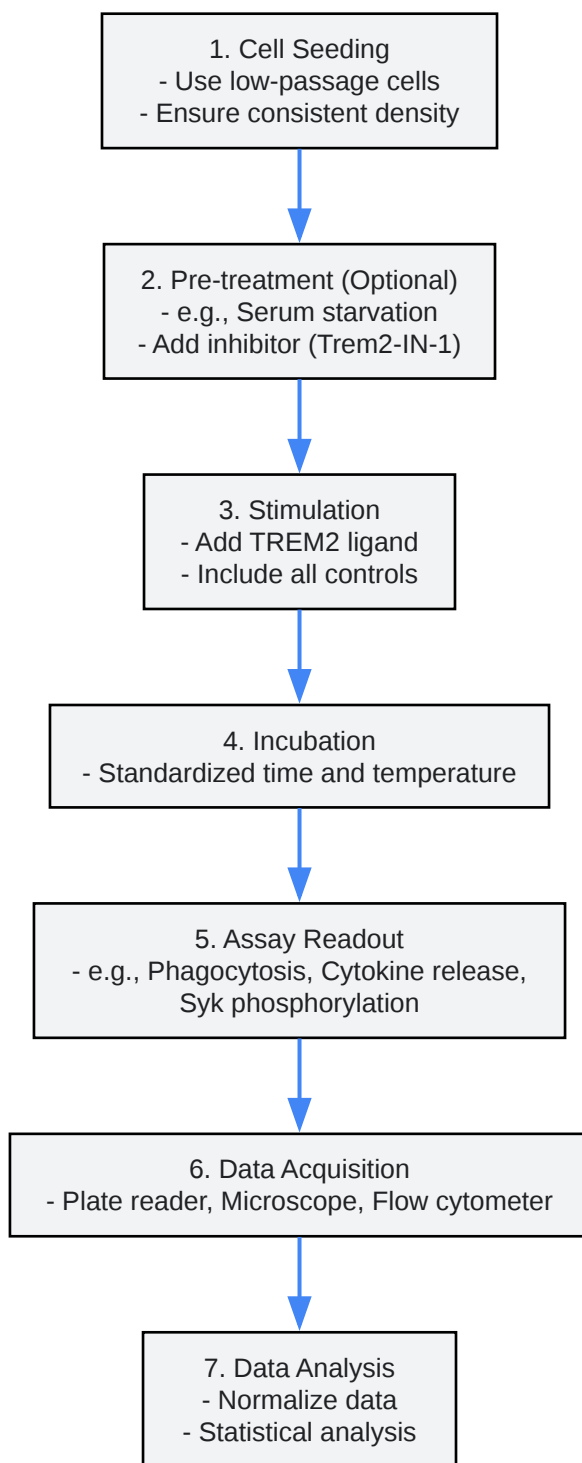 1. Cell Seeding
- Use low-passage cells
- Ensure consistent density
2. Pre-treatment (Optional)
- e.g., Serum starvation
- Add inhibitor (Trem2-IN-1)
3. Stimulation
- Add TREM2 ligand
- Include all controls
4. Incubation
- Standardized time and temperature
5. Assay Readout
- e.g., Phagocytosis, Cytokine release,
Syk phosphorylation
6. Data Acquisition
- Plate reader, Microscope, Flow cytometer
7. Data Analysis
- Normalize data
- Statistical analysis